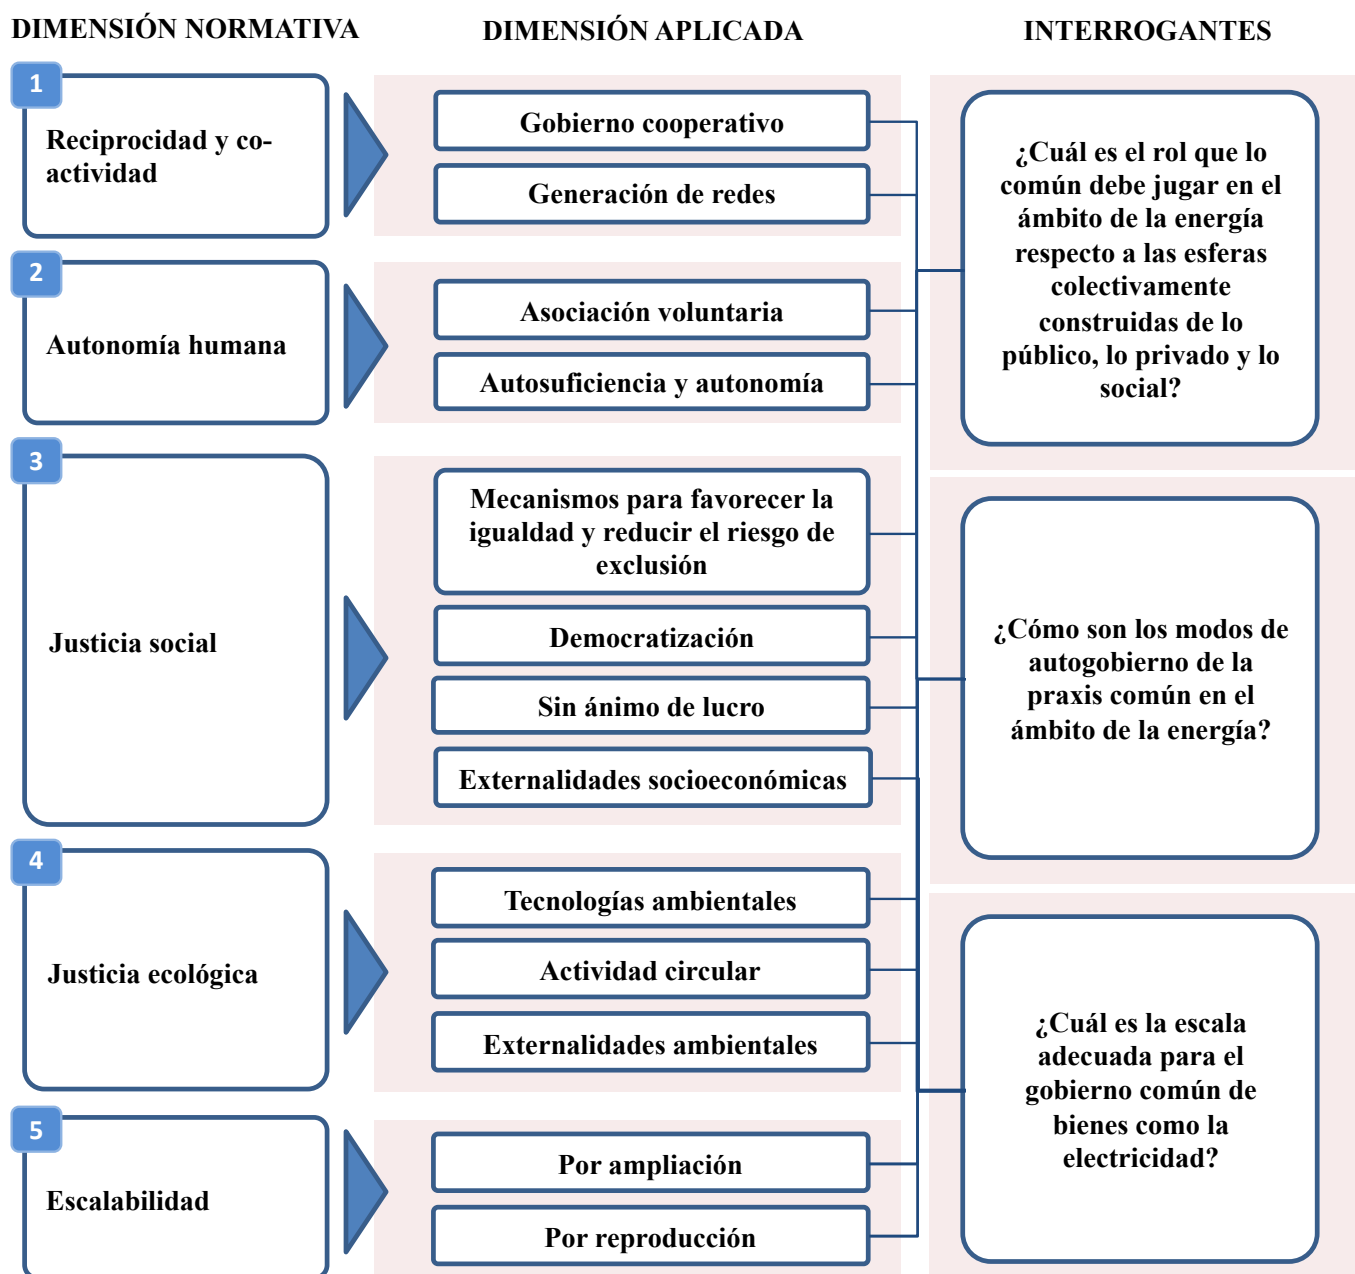 DIMENSIÓN NORMATIVA
DIMENSIÓN APLICADA
INTERROGANTES
1
Reciprocidad y co-
actividad
Gobierno cooperativo
Generación de redes
2
Autonomía humana
Asociación voluntaria
Autosuficiencia y autonomía
3
Justicia social
Mecanismos para favorecer la
igualdad y reducir el riesgo de
exclusión
Democratización
Sin ánimo de lucro
Externalidades socioeconómicas
4
Justicia ecológica
Tecnologías ambientales
Actividad circular
Externalidades ambientales
5
Escalabilidad
Por ampliación
Por reproducción
¿Cuál es el rol que lo
común debe jugar en el
ámbito de la energía
respecto a las esferas
colectivamente
construidas de lo
público, lo privado y lo
social?
¿Cómo son los modos de
autogobierno de la
praxis común en el
ámbito de la energía?
¿Cuál es la escala
adecuada para el
gobierno común de
bienes como la
electricidad?